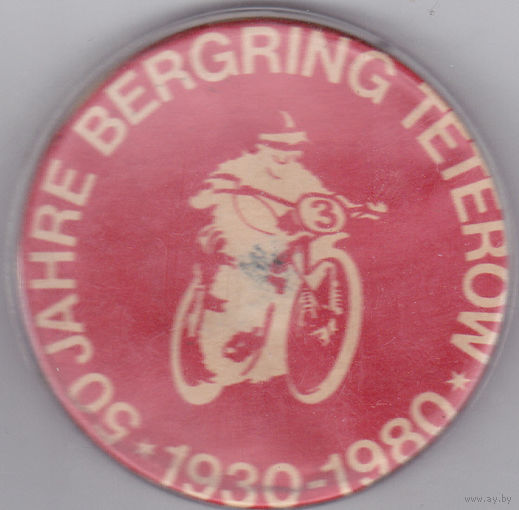 50 JAHRE BERGRING TETEROW
* 1930-1980 *
3
www.ay.by